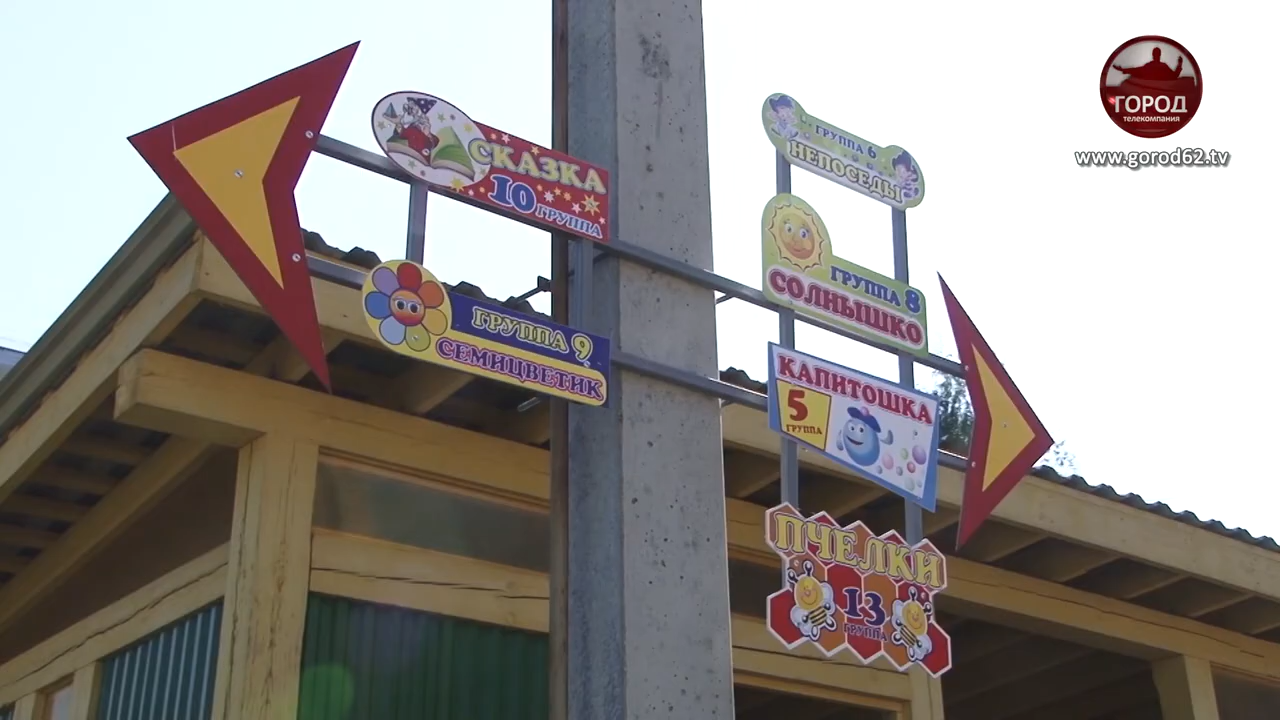 СКАЗКА
10 ГРУППА
ГРУППА 9
СЕМИЦВЕТИК
ГРУППА 6
НЕПОСЕДЫ
ГРУППА 8
СОЛНЫШКО
КАПИТОШКА
5
ГРУППА
ПЧЕЛКИ
13
ГРУППА
ГОРОД
телекомпания
www.gorod62.tv